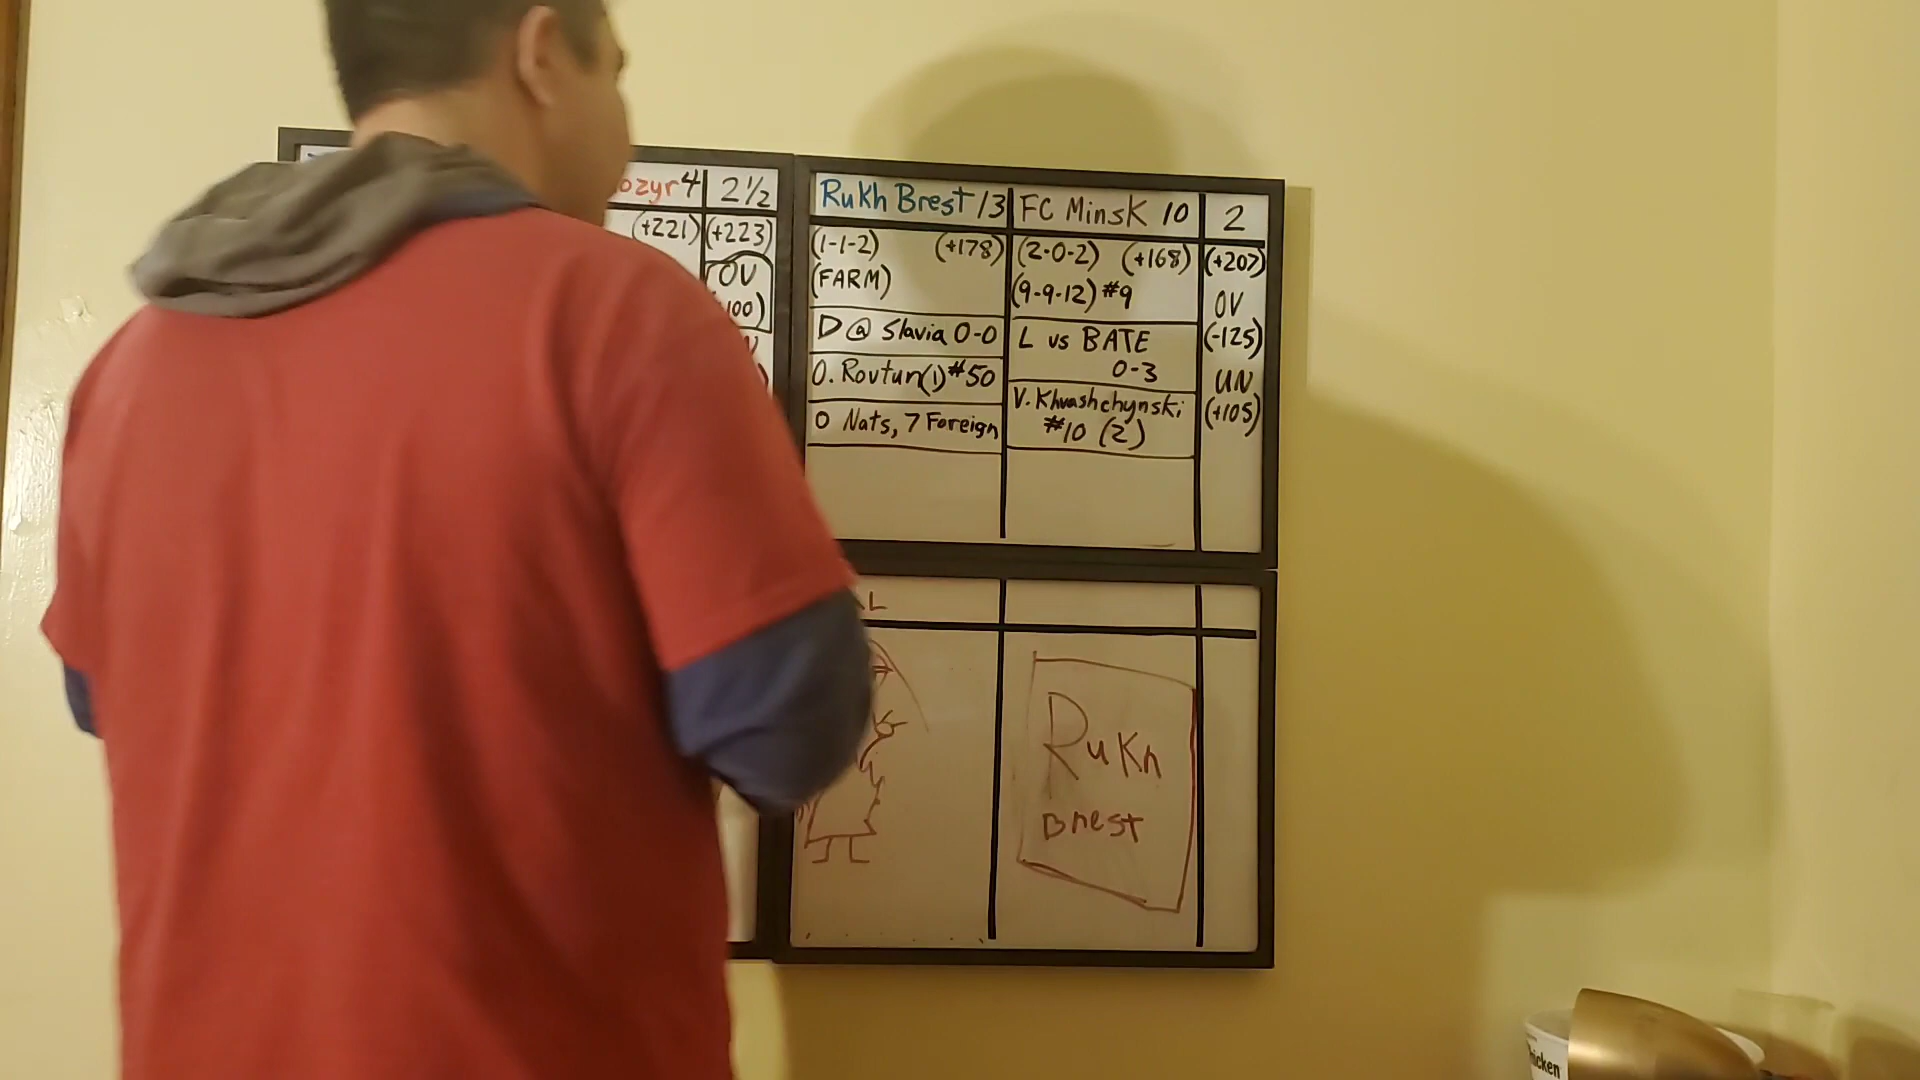 ozyr 4 2½
(+221) (+223)
OV
Rukh Brest 13 FC Minsk 10 2
(1-1-2) (+178) (2-0-2) (+168) (+207)
(FARM) (9-9-12) #9 OV
D @ Slavia 0-0 L vs BATE (-125)
0-3
O. Rovtun(1) #50 UN
V. Khvashchynski (+105)
0 Nats, 7 Foreign #10 (2)
L
Rukh
Brest
hicken